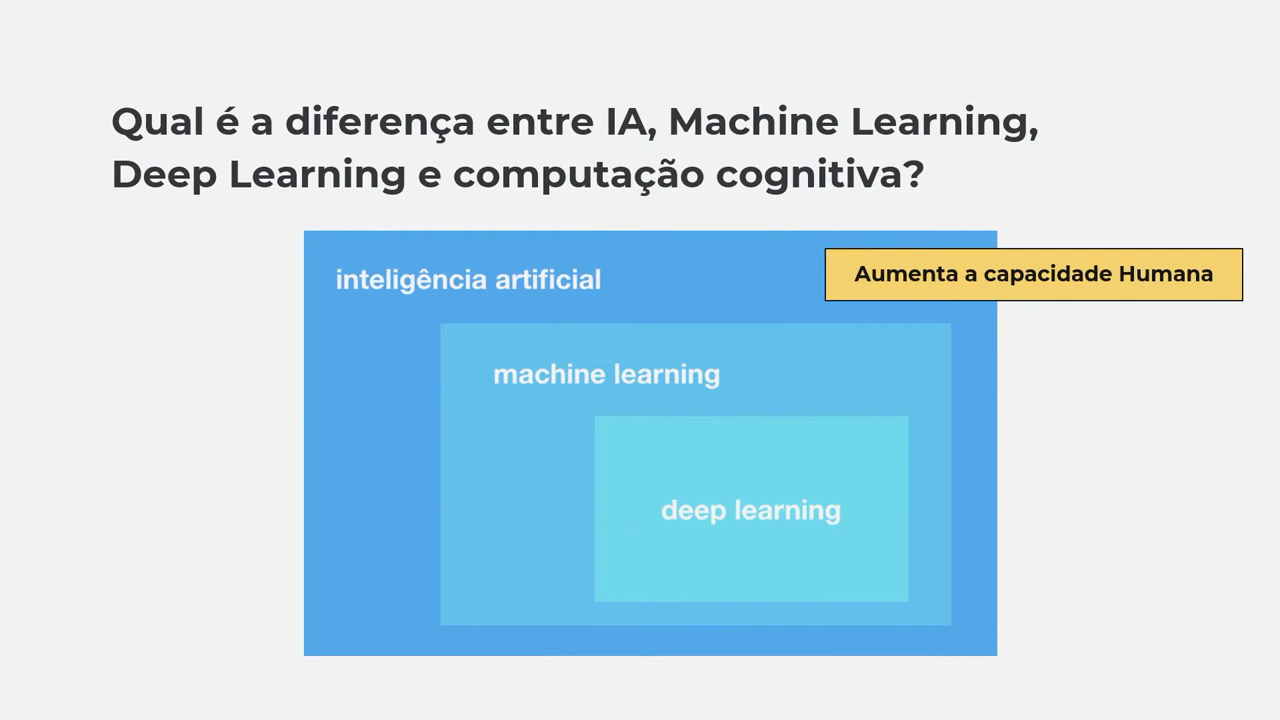 Qual é a diferença entre IA, Machine Learning,
Deep Learning e computação cognitiva?
inteligência artificial
Aumenta a capacidade Humana
machine learning
deep learning